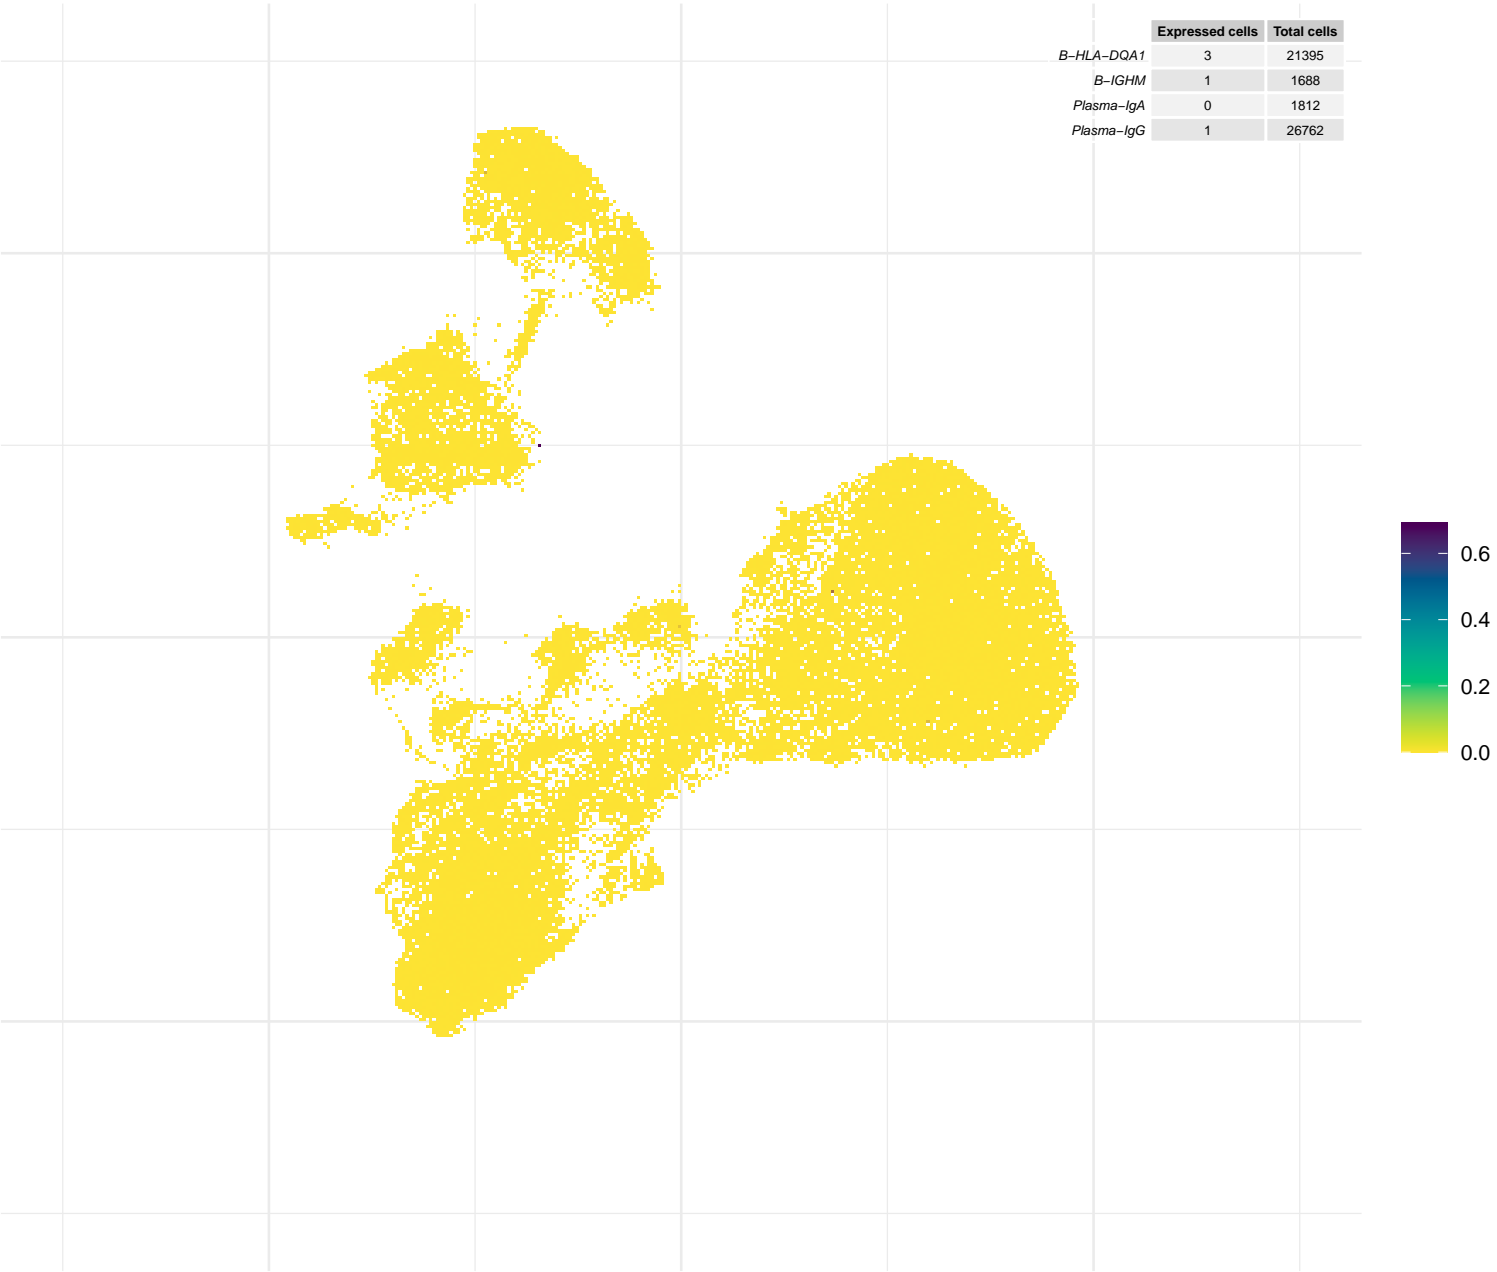 Expressed cells Total cells
B−HLA−DQA1 3 21395
B−IGHM 1 1688
Plasma−IgA 0 1812
Plasma−IgG 1 26762
0.6
0.4
0.2
0.0